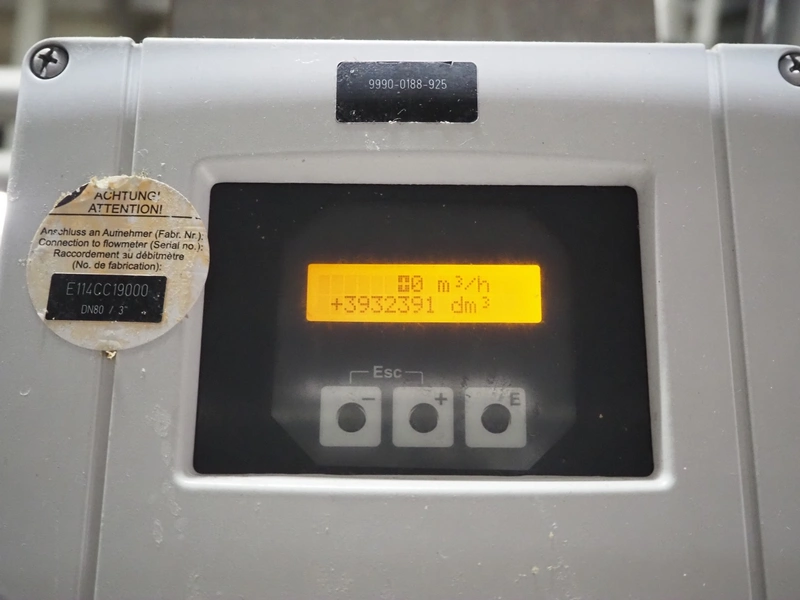 9990-0188-925
ACHTUNG!
ATTENTION!
Anschluss an Aufnehmer (Fabr. Nr.):
Connection to flowmeter (Serial no.):
Raccordement au débitmètre
(No. de fabrication):
E114CC19000
DN80 / 3"
+0 m³/h
+3932391 dm³
Esc
- + E